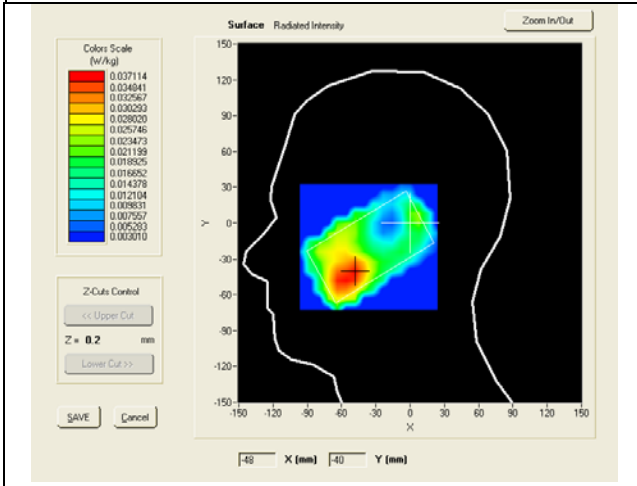 Surface Radiated Intensity
Zoom In/Out
Colors Scale
(W/kg)
0.037114
0.034841
0.032567
0.030293
0.028020
0.025746
0.023473
0.021199
0.018925
0.016652
0.014378
0.012104
0.009831
0.007557
0.005283
0.003010
Z-Cuts Control
<< Upper Cut
Z = 0.2 mm
Lower Cut >>
SAVE Cancel
150
120
90
60
30
0
-30
-60
-90
-120
-150
Y
-150 -120 -90 -60 -30 0 30 60 90 120 150
X
-48 X (mm) -40 Y (mm)